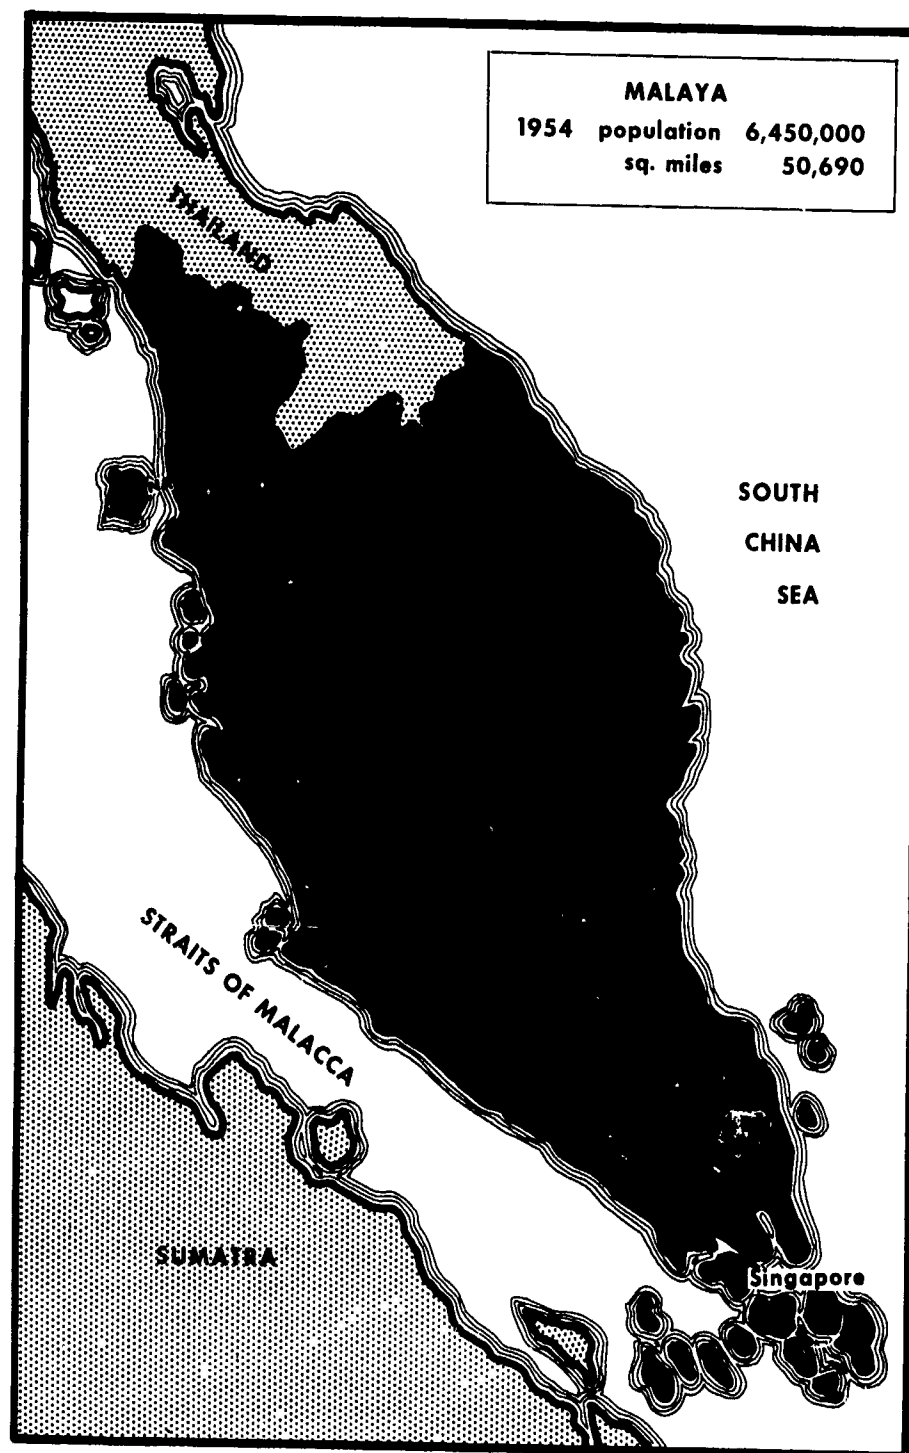 MALAYA
1954 population 6,450,000
sq. miles 50,690
THAILAND
SOUTH
CHINA
SEA
STRAITS OF MALACCA
SUMATRA
Singapore